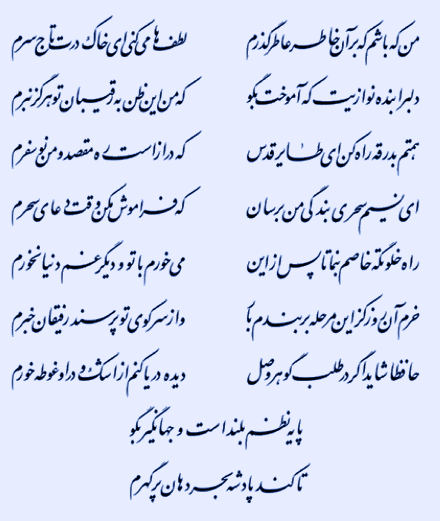 من که باشم که بر آن خاطر عاطر گذرم لطف‌ها می‌کنی ای خاک درت تاج سرم
دلبرا بنده نوازیت که آموخت بگو که من این ظن به رقیبان تو هرگز نبرم
همتم بدرقه راه کن ای طایر قدس که دراز است ره مقصد و من نوسفرم
ای نسیم سحری بندگی من برسان که فراموش مکن وقت دعای سحرم
راه خلوتگه خاصم بنما تا پس از این می خورم با تو و دیگر غم دنیا نخورم
خرم آن روز کز این مرحله بربندم بار و از سر کوی تو پرسند رفیقان خبرم
حافظا شاید اگر در طلب گوهر وصل دیده دریا کنم از اشک و در او غوطه خورم
پایه نظم بلند است و جهانگیر بگو
تا کند پادشه بحر دهان پرگهرم